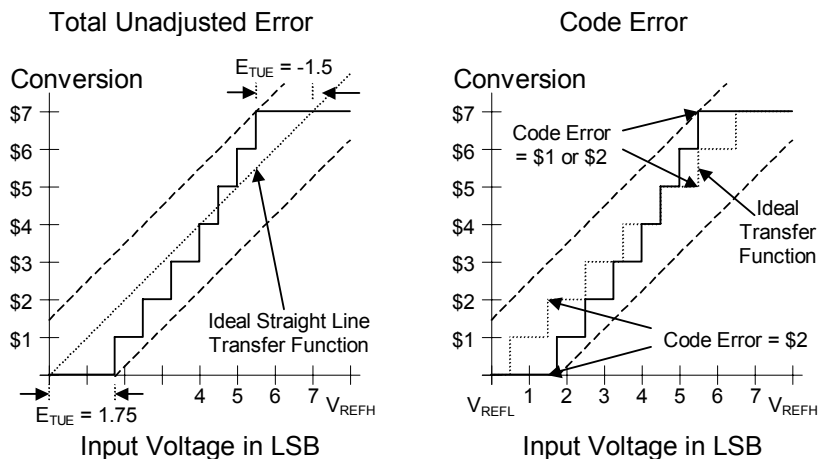 Total Unadjusted Error
E_TUE = -1.5
Conversion
$7
$6
$5
$4
$3
$2
$1
Ideal Straight Line
Transfer Function
4 5 6 7 V_REFH
E_TUE = 1.75
Input Voltage in LSB
Code Error
Conversion
$7
$6
$5
$4
$3
$2
$1
Code Error
= $1 or $2
Ideal
Transfer
Function
Code Error = $2
V_REFL 1 2 3 4 5 6 7 V_REFH
Input Voltage in LSB